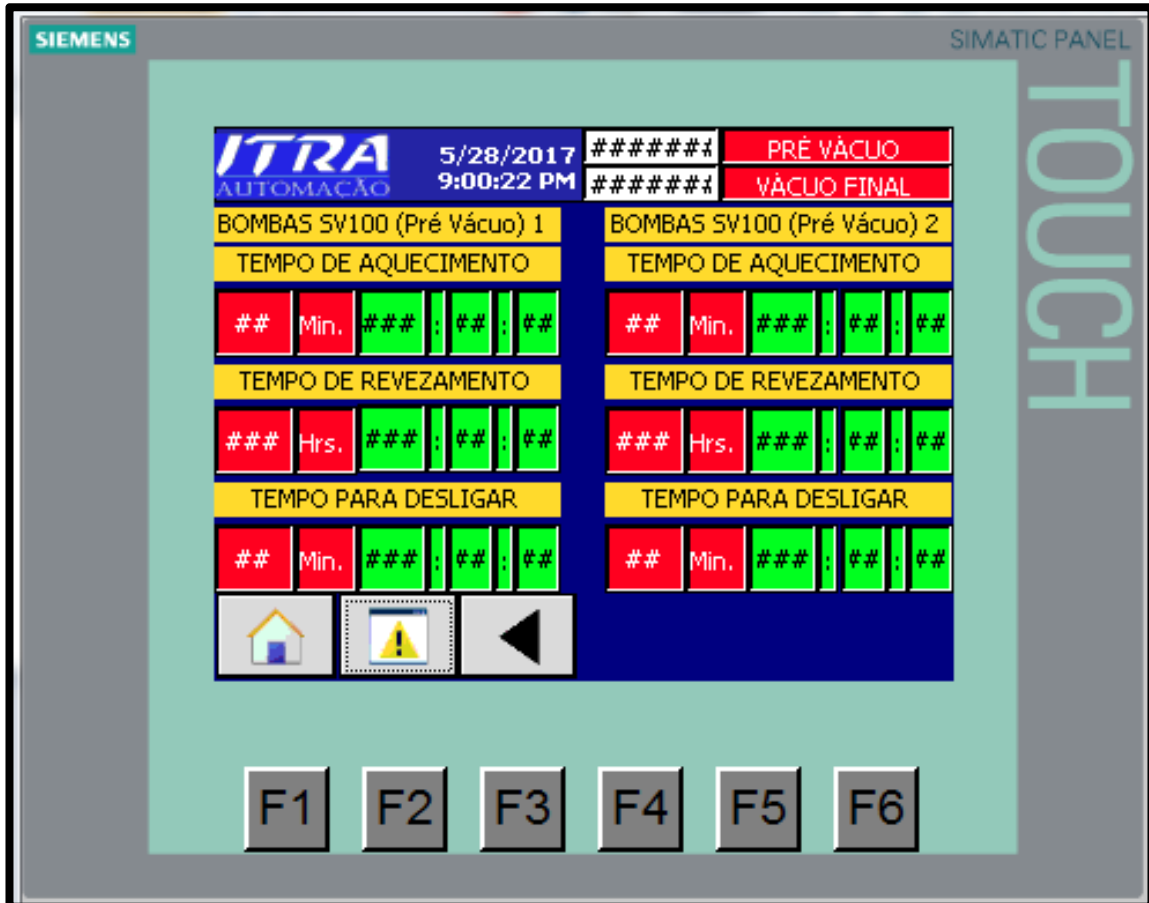 SIEMENS
SIMATIC PANEL
TOUCH
ITRA
AUTOMAÇÃO
5/28/2017
9:00:22 PM
####### PRÉ VÁCUO
####### VÁCUO FINAL
BOMBAS SV100 (Pré Vácuo) 1
TEMPO DE AQUECIMENTO
## Min. ### : ## : ##
TEMPO DE REVEZAMENTO
### Hrs. ### : ## : ##
TEMPO PARA DESLIGAR
## Min. ### : ## : ##
BOMBAS SV100 (Pré Vácuo) 2
TEMPO DE AQUECIMENTO
## Min. ### : ## : ##
TEMPO DE REVEZAMENTO
### Hrs. ### : ## : ##
TEMPO PARA DESLIGAR
## Min. ### : ## : ##
F1 F2 F3 F4 F5 F6